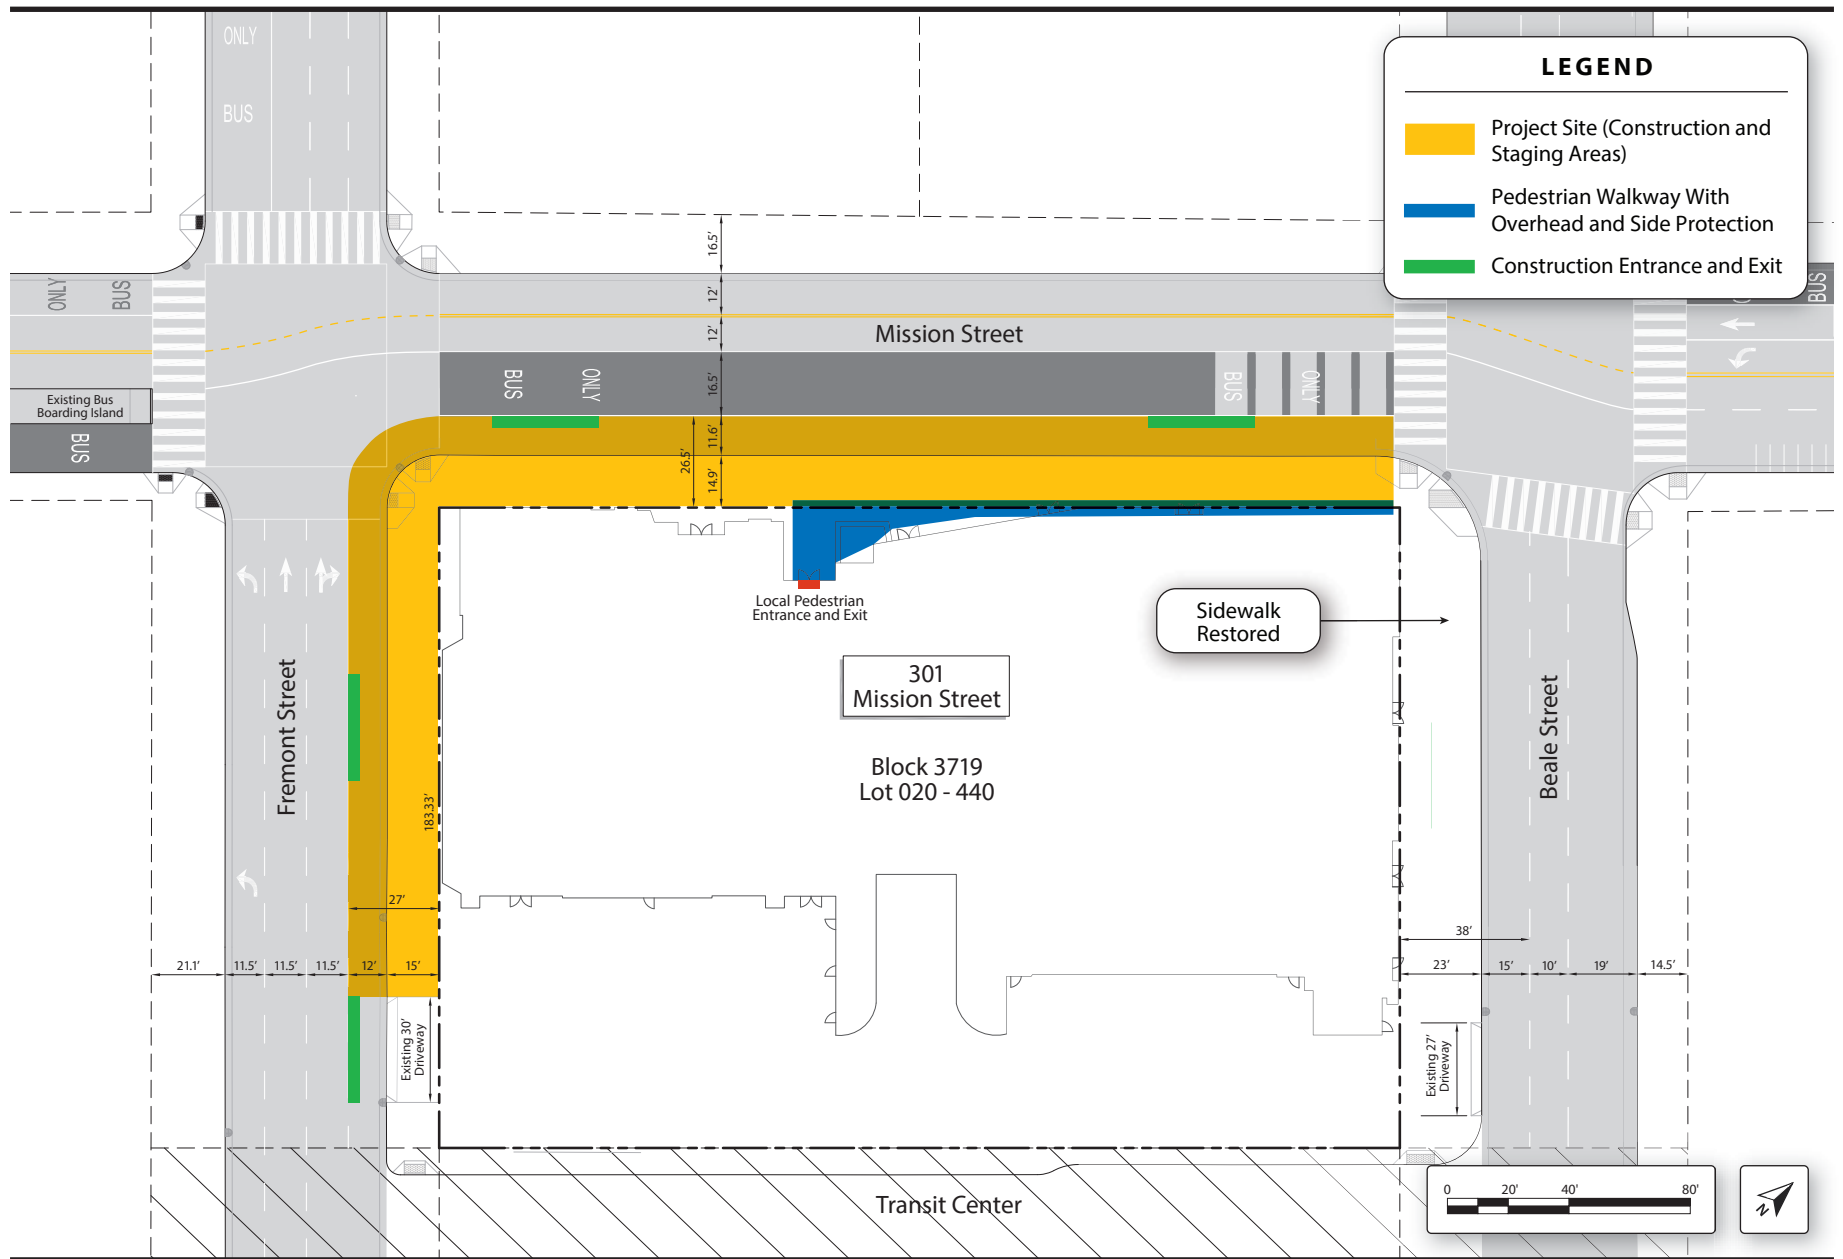 ONLY
BUS
LEGEND
Project Site (Construction and
Staging Areas)
Pedestrian Walkway With
Overhead and Side Protection
Construction Entrance and Exit
16.5'
ONLY
BUS
12'
BUS
12'
Mission Street
16.5'
BUS
ONLY
BUS
ONLY
Existing Bus
Boarding Island
BUS
11.6'
26.5'
14.9'
Local Pedestrian
Entrance and Exit
Sidewalk
Restored
301
Mission Street
Block 3719
Lot 020 - 440
Fremont Street
183.33'
Beale Street
27'
38'
21.1'
11.5'
11.5'
11.5'
12'
15'
23'
15'
10'
19'
14.5'
Existing 30'
Driveway
Existing 27'
Driveway
Transit Center
0
20'
40'
80'
N